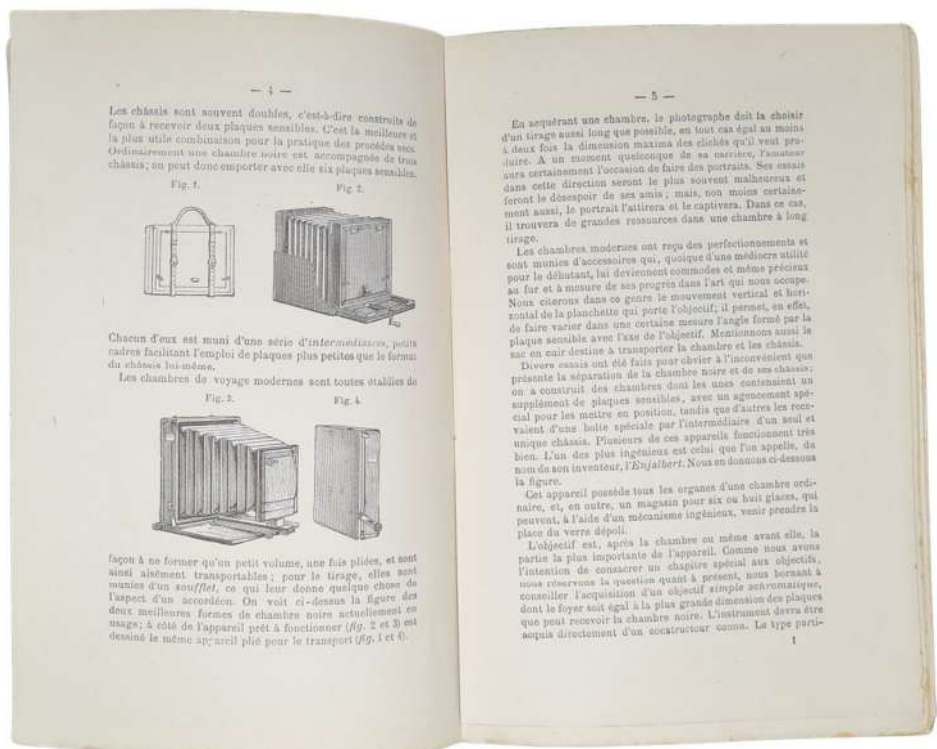 — 4 —
Les châssis sont souvent doubles, c'est-à-dire construits de
façon à recevoir deux plaques sensibles. C'est la meilleure et
la plus utile combinaison pour la pratique des procédés secs.
Ordinairement une chambre noire est accompagnée de trois
châssis; on peut donc emporter avec elle six plaques sensibles.
Fig. 1.
Fig. 2.
Chacun d'eux est muni d'une série d'intermédiaires, petits
cadres facilitant l'emploi de plaques plus petites que le format
du châssis lui-même.
Les chambres de voyage modernes sont toutes établies de
Fig. 3.
Fig. 4.
façon à ne former qu'un petit volume, une fois pliées, et sont
ainsi aisément transportables; pour le tirage, elles sont
munies d'un soufflet, ce qui leur donne quelque chose de
l'aspect d'un accordéon. On voit ci-dessus la figure des
deux meilleures formes de chambre noire actuellement en
usage; à côté de l'appareil prêt à fonctionner (fig. 2 et 3) est
dessiné le même appareil plié pour le transport (fig. 1 et 4).
— 5 —
En acquérant une chambre, le photographe doit la choisir
d'un tirage aussi long que possible, en tout cas égal au moins
à deux fois la dimension maxima des clichés qu'il veut pro-
duire. A un moment quelconque de sa carrière, l'amateur
aura certainement l'occasion de faire des portraits. Ses essais
dans cette direction seront le plus souvent malheureux et
feront le désespoir de ses amis; mais, non moins certaine-
ment aussi, le portrait l'attirera et le captivera. Dans ce cas,
il trouvera de grandes ressources dans une chambre à long
tirage.
Les chambres modernes ont reçu des perfectionnements et
sont munies d'accessoires qui, quoique d'une médiocre utilité
pour le débutant, lui deviennent commodes et même précieux
au fur et à mesure de ses progrès dans l'art qui nous occupe.
Nous citerons dans ce genre le mouvement vertical et hori-
zontal de la planchette qui porte l'objectif; il permet, en effet,
de faire varier dans une certaine mesure l'angle formé par la
plaque sensible avec l'axe de l'objectif. Mentionnons aussi le
sac en cuir destiné à transporter la chambre et les châssis.
Divers essais ont été faits pour obvier à l'inconvénient que
présente la séparation de la chambre noire et de ses châssis;
on a construit des chambres dont les unes contenaient un
supplément de plaques sensibles, avec un agencement spé-
cial pour les mettre en position, tandis que d'autres les rece-
vaient d'une boîte spéciale par l'intermédiaire d'un seul et
unique châssis. Plusieurs de ces appareils fonctionnent très
bien. L'un des plus ingénieux est celui que l'on appelle, du
nom de son inventeur, l'Enjalbert. Nous en donnons ci-dessous
la figure.
Cet appareil possède tous les organes d'une chambre ordi-
naire, et, en outre, un magasin pour six ou huit glaces, qui
peuvent, à l'aide d'un mécanisme ingénieux, venir prendre la
place du verre dépoli.
L'objectif est, après la chambre ou même avant elle, la
partie la plus importante de l'appareil. Comme nous avons
l'intention de consacrer un chapitre spécial aux objectifs,
nous réservons la question quant à présent, nous bornant à
conseiller l'acquisition d'un objectif simple achromatique,
dont le foyer soit égal à la plus grande dimension des plaques
que peut recevoir la chambre noire. L'instrument devra être
acquis directement d'un constructeur connu. Le type parti-
1